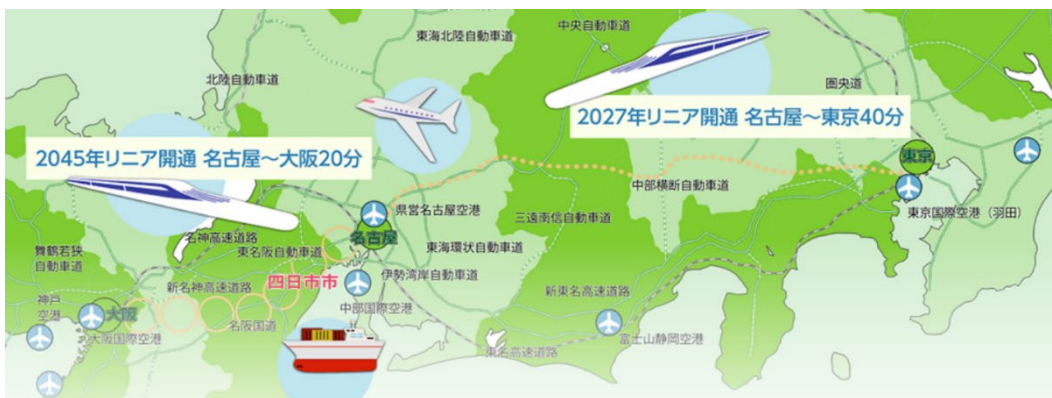 東海北陸自動車道
中央自動車道
北陸自動車道
圏央道
2027年リニア開通 名古屋～東京40分
2045年リニア開通 名古屋～大阪20分
東京
中部横断自動車道
県営名古屋空港
三遠南信自動車道
東京国際空港（羽田）
名神高速道路
名古屋
舞鶴若狭
自動車道
東名阪自動車道
東海環状自動車道
四日市市
伊勢湾岸自動車道
新名神高速道路
新東名高速道路
神戸
空港
大阪
中部国際空港
名阪国道
大阪国際空港
富士山静岡空港
東名高速道路